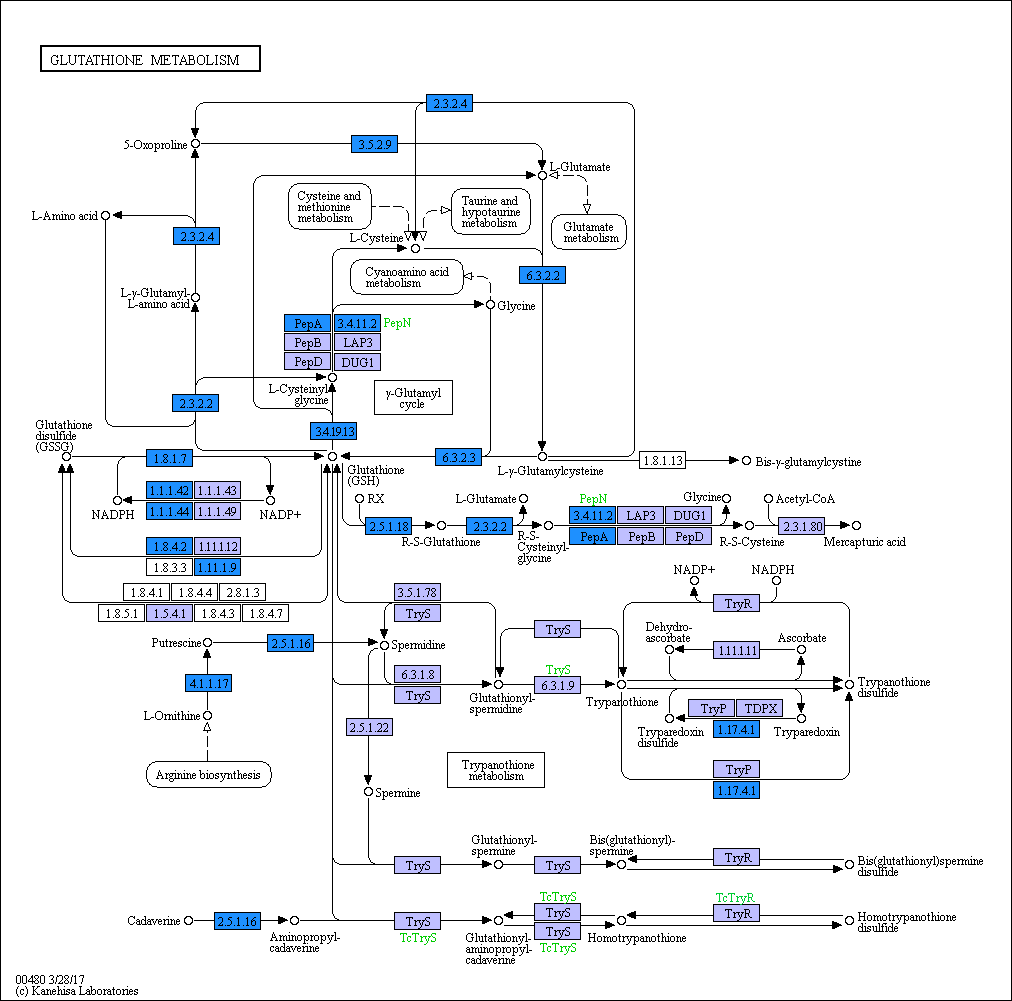 GLUTATHIONE METABOLISM
2.3.2.4
5-Oxoproline
3.5.2.9
L-Glutamate
Cysteine and
methionine
metabolism
Taurine and
hypotaurine
metabolism
L-Amino acid
2.3.2.4
L-Cysteine
Glutamate
metabolism
Cyanoamino acid
metabolism
6.3.2.2
L-γ-Glutamyl-
L-amino acid
Glycine
PepA
3.4.11.2
PepN
PepB
LAP3
PepD
DUG1
L-Cysteinyl
glycine
γ-Glutamyl
cycle
2.3.2.2
Glutathione
disulfide
(GSSG)
3.4.19.13
1.8.1.7
Glutathione
(GSH)
6.3.2.3
L-γ-Glutamylcysteine
1.8.1.13
Bis-γ-glutamylcystine
1.1.1.42
1.1.1.43
1.1.1.44
1.1.1.49
NADPH
NADP+
RX
L-Glutamate
PepN
Glycine
Acetyl-CoA
2.5.1.18
2.3.2.2
3.4.11.2
LAP3
DUG1
PepA
PepB
PepD
2.3.1.80
R-S-Glutathione
R-S-
Cysteinyl-
glycine
R-S-Cysteine
Mercapturic acid
1.8.4.2
1.11.1.12
1.8.3.3
1.11.1.9
1.8.4.1
1.8.4.4
2.8.1.3
1.8.5.1
1.5.4.1
1.8.4.3
1.8.4.7
NADP+
NADPH
3.5.1.78
TryS
TryR
Putrescine
2.5.1.16
Spermidine
TryS
Dehydro-
ascorbate
Ascorbate
1.11.1.11
6.3.1.8
TryS
TryS
6.3.1.9
4.1.1.17
Glutathionyl-
spermidine
Trypanothione
Trypanothione
disulfide
L-Ornithine
2.5.1.22
TryP
TDPX
1.17.4.1
Tryparedoxin
disulfide
Tryparedoxin
Arginine biosynthesis
Trypanothione
metabolism
TryP
1.17.4.1
Spermine
Glutathionyl-
spermine
Bis(glutathionyl)-
spermine
TryS
TryS
TryR
Bis(glutathionyl)spermine
disulfide
TcTryS
TcTryR
Cadaverine
2.5.1.16
Aminopropyl-
cadaverine
TryS
TcTryS
Glutathionyl-
aminopropyl-
cadaverine
TryS
TryS
TcTryS
Homotrypanothione
TryR
Homotrypanothione
disulfide
00480 3/28/17
(c) Kanehisa Laboratories